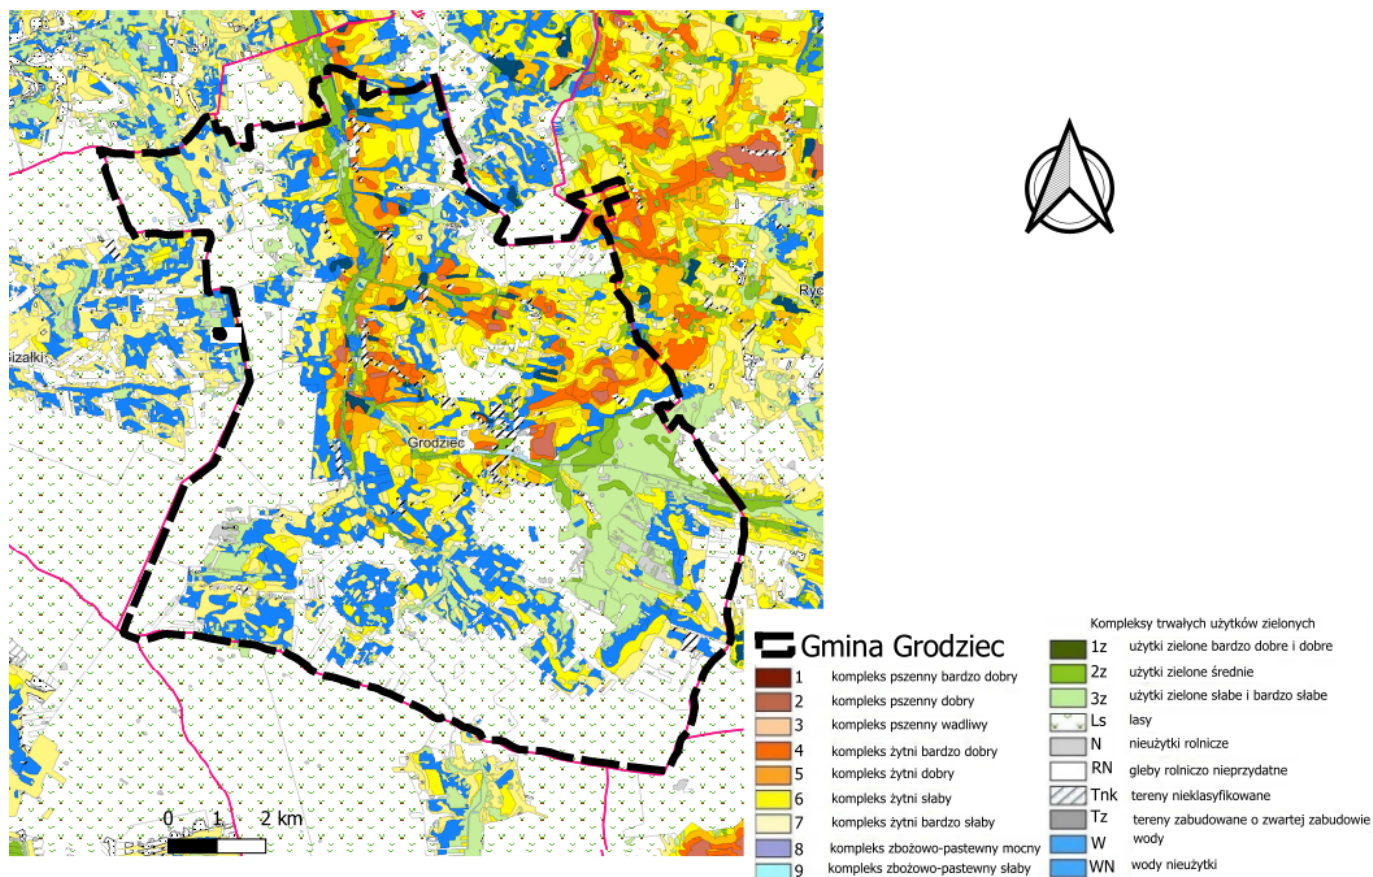 Ryc
izałki
Grodziec
0 1 2 km
Gmina Grodziec
1 kompleks pszenny bardzo dobry
2 kompleks pszenny dobry
3 kompleks pszenny wadliwy
4 kompleks żytni bardzo dobry
5 kompleks żytni dobry
6 kompleks żytni słaby
7 kompleks żytni bardzo słaby
8 kompleks zbożowo-pastewny mocny
9 kompleks zbożowo-pastewny słaby
Kompleksy trwałych użytków zielonych
1z użytki zielone bardzo dobre i dobre
2z użytki zielone średnie
3z użytki zielone słabe i bardzo słabe
Ls lasy
N nieużytki rolnicze
RN gleby rolniczo nieprzydatne
Tnk tereny nieklasyfikowane
Tz tereny zabudowane o zwartej zabudowie
W wody
WN wody nieużytki